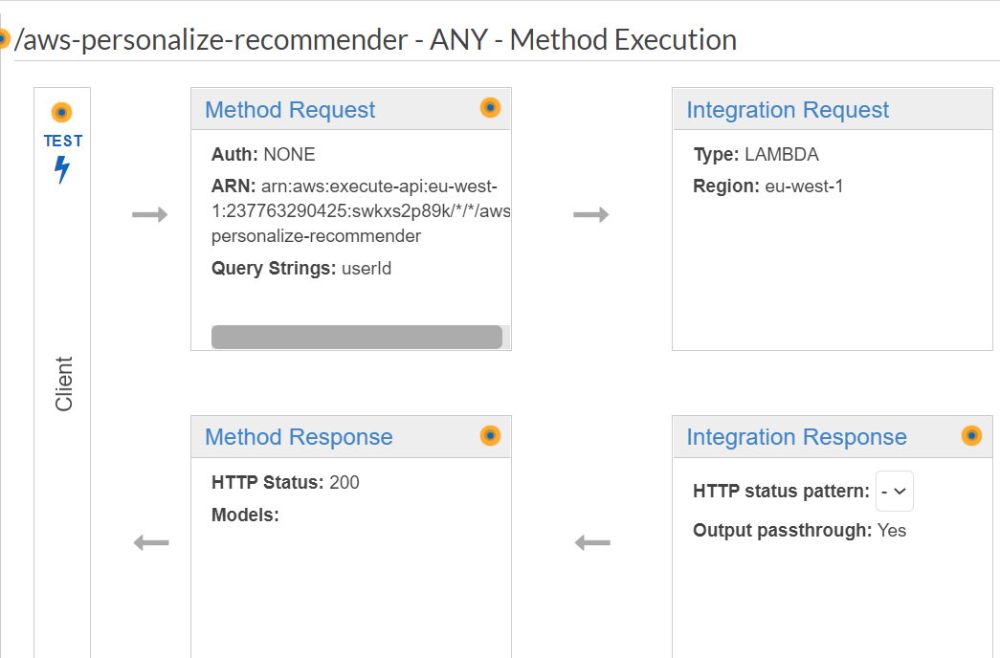 /aws-personalize-recommender - ANY - Method Execution
TEST
Client
Method Request
Auth: NONE
ARN: arn:aws:execute-api:eu-west-
1:237763290425:swkxs2p89k/*/*/aws
personalize-recommender
Query Strings: userId
Integration Request
Type: LAMBDA
Region: eu-west-1
Method Response
HTTP Status: 200
Models:
Integration Response
HTTP status pattern: -
Output passthrough: Yes